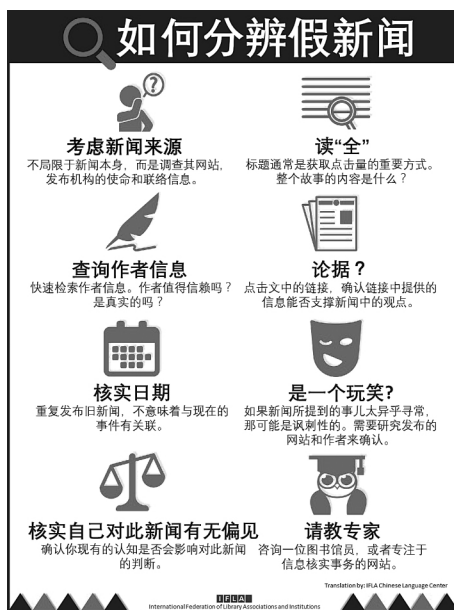 如何分辨假新闻
考虑新闻来源
不局限于新闻本身，而是调查其网站，
发布机构的使命和联络信息。
读“全”
标题通常是获取点击量的重要方式。
整个故事的内容是什么？
查询作者信息
快速检索作者信息。作者值得信赖吗？
是真实的吗？
论据？
点击文中的链接，确认链接中提供的
信息能否支撑新闻中的观点。
核实日期
重复发布旧新闻，不意味着与现在的
事件有关联。
是一个玩笑?
如果新闻所提到的事儿太异乎寻常，
那可能是讽刺性的。需要研究发布的
网站和作者来确认。
核实自己对此新闻有无偏见
确认你现有的认知是否会影响对此新闻
的判断。
请教专家
咨询一位图书馆员，或者专注于
信息核实事务的网站。
Translation by: IFLA Chinese Language Center
IFLA
International Federation of Library Associations and Institutions